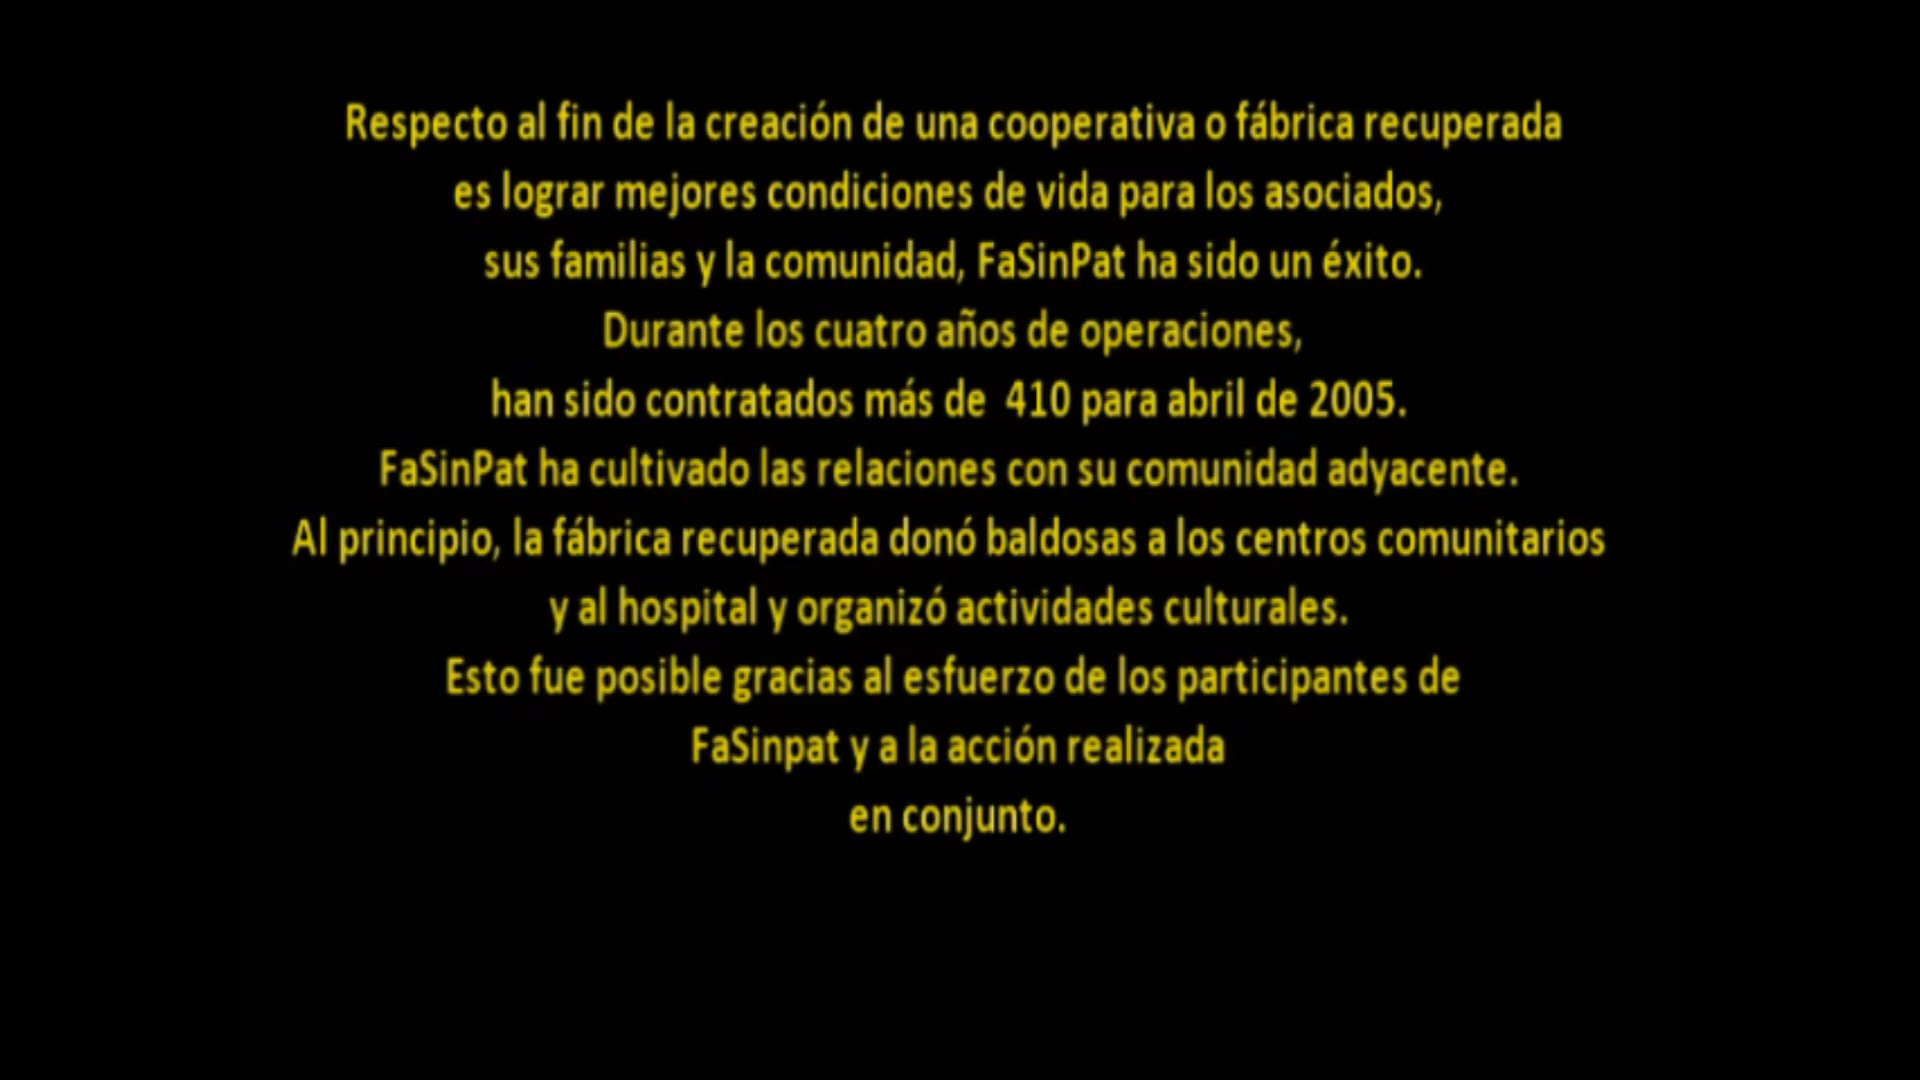 Respecto al fin de la creación de una cooperativa o fábrica recuperada
es lograr mejores condiciones de vida para los asociados,
sus familias y la comunidad, FaSinPat ha sido un éxito.
Durante los cuatro años de operaciones,
han sido contratados más de  410 para abril de 2005.
FaSinPat ha cultivado las relaciones con su comunidad adyacente.
Al principio, la fábrica recuperada donó baldosas a los centros comunitarios
y al hospital y organizó actividades culturales.
Esto fue posible gracias al esfuerzo de los participantes de
FaSinpat y a la acción realizada
en conjunto.